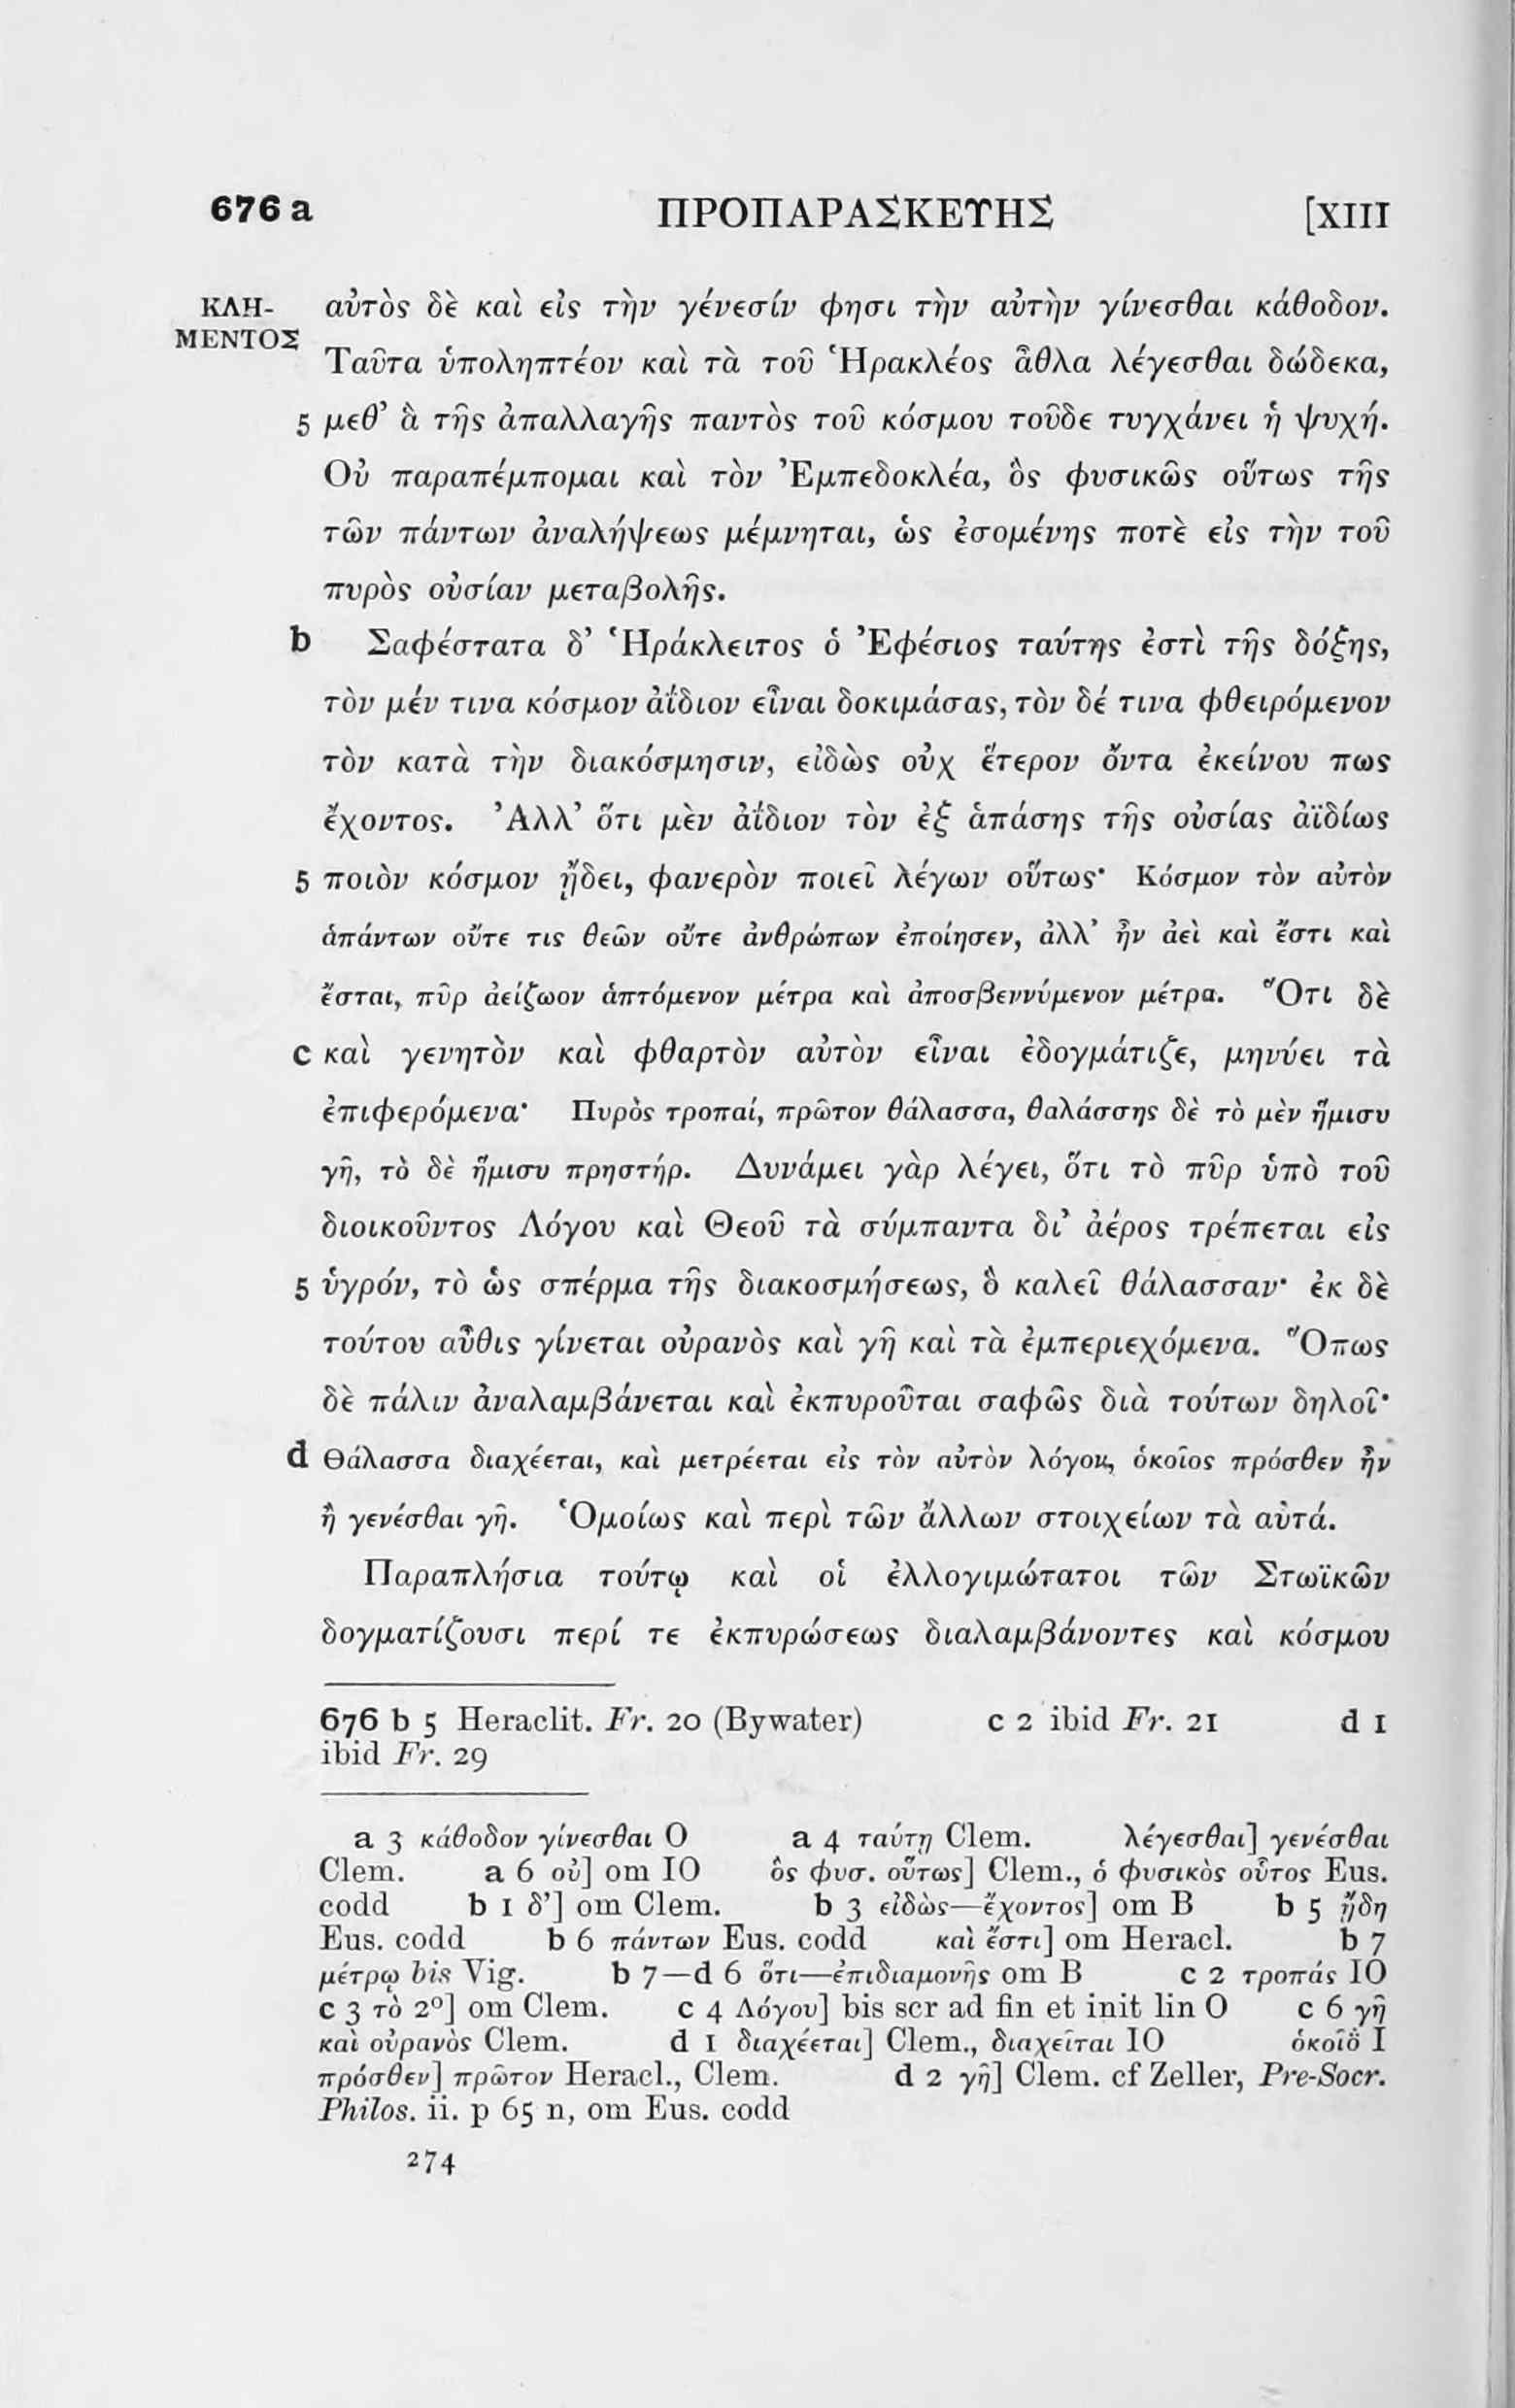 676 a ΠΡΟΠΑΡΑΣΚΕΥΗΣ [XIII
ΚΛΗ-
ΜΕΝΤΟΣ
αὐτὸς δὲ καὶ εἰς τὴν γένεσίν φησι τὴν αὐτὴν γίνεσθαι κάθοδον.
Ταῦτα ὑποληπτέον καὶ τὰ τοῦ Ἡρακλέος ἆθλα λέγεσθαι δώδεκα,
5 μεθ’ ἃ τῆς ἀπαλλαγῆς παντὸς τοῦ κόσμου τοῦδε τυγχάνει ἡ ψυχή.
Οὐ παραπέμπομαι καὶ τὸν Ἐμπεδοκλέα, ὃς φυσικῶς οὕτως τῆς
τῶν πάντων ἀναλήψεως μέμνηται, ὡς ἐσομένης ποτὲ εἰς τὴν τοῦ
πυρὸς οὐσίαν μεταβολῆς.
b Σαφέστατα δ’ Ἡράκλειτος ὁ Ἐφέσιος ταύτης ἐστὶ τῆς δόξης,
τὸν μέν τινα κόσμον ἀΐδιον εἶναι δοκιμάσας, τὸν δέ τινα φθειρόμενον
τὸν κατὰ τὴν διακόσμησιν, εἰδὼς οὐχ ἕτερον ὄντα ἐκείνου πως
ἔχοντος. Ἀλλ’ ὅτι μὲν ἀΐδιον τὸν ἐξ ἁπάσης τῆς οὐσίας ἀϊδίως
5 ποιὸν κόσμον ᾔδει, φανερὸν ποιεῖ λέγων οὕτως· Κόσμον τὸν αὐτὸν
ἁπάντων οὔτε τις θεῶν οὔτε ἀνθρώπων ἐποίησεν, ἀλλ’ ἦν ἀεὶ καὶ ἔστι καὶ
ἔσται, πῦρ ἀείζωον ἁπτόμενον μέτρα καὶ ἀποσβεννύμενον μέτρα. Ὅτι δὲ
c καὶ γενητὸν καὶ φθαρτὸν αὐτὸν εἶναι ἐδογμάτιζε, μηνύει τὰ
ἐπιφερόμενα· Πυρὸς τροπαί, πρῶτον θάλασσα, θαλάσσης δὲ τὸ μὲν ἥμισυ
γῆ, τὸ δὲ ἥμισυ πρηστήρ. Δυνάμει γὰρ λέγει, ὅτι τὸ πῦρ ὑπὸ τοῦ
διοικοῦντος Λόγου καὶ Θεοῦ τὰ σύμπαντα δι’ ἀέρος τρέπεται εἰς
5 ὑγρόν, τὸ ὡς σπέρμα τῆς διακοσμήσεως, ὃ καλεῖ θάλασσαν· ἐκ δὲ
τούτου αὖθις γίνεται οὐρανὸς καὶ γῆ καὶ τὰ ἐμπεριεχόμενα. Ὅπως
δὲ πάλιν ἀναλαμβάνεται καὶ ἐκπυροῦται σαφῶς διὰ τούτων δηλοῖ·
d Θάλασσα διαχέεται, καὶ μετρέεται εἰς τὸν αὐτὸν λόγον, ὁκοῖος πρόσθεν ἦν
ἢ γενέσθαι γῆ. Ὁμοίως καὶ περὶ τῶν ἄλλων στοιχείων τὰ αὐτά.
Παραπλήσια τούτῳ καὶ οἱ ἐλλογιμώτατοι τῶν Στωϊκῶν
δογματίζουσι περί τε ἐκπυρώσεως διαλαμβάνοντες καὶ κόσμου
676 b 5 Heraclit. Fr. 20 (Bywater) c 2 ibid Fr. 21 d 1
ibid Fr. 29
a 3 κάθοδον γίνεσθαι O a 4 ταύτῃ Clem. λέγεσθαι] γενέσθαι
Clem. a 6 οὐ] om IO ὃς φυσ. οὕτως] Clem., ὁ φυσικὸς οὗτος Eus.
codd b 1 δ’] om Clem. b 3 εἰδὼς—ἔχοντος] om B b 5 ᾔδη
Eus. codd b 6 πάντων Eus. codd καὶ ἔστι] om Heracl. b 7
μέτρῳ bis Vig. b 7—d 6 ὅτι—ἐπιδιαμονῆς om B c 2 τροπάς IO
c 3 τὸ 2º] om Clem. c 4 Λόγου] bis scr ad fin et init lin O c 6 γῆ
καὶ οὐρανὸς Clem. d 1 διαχέεται] Clem., διαχεῖται IO ὁκοῖö I
πρόσθεν] πρῶτον Heracl., Clem. d 2 γῆ] Clem. cf Zeller, Pre-Socr.
Philos. ii. p 65 n, om Eus. codd
274